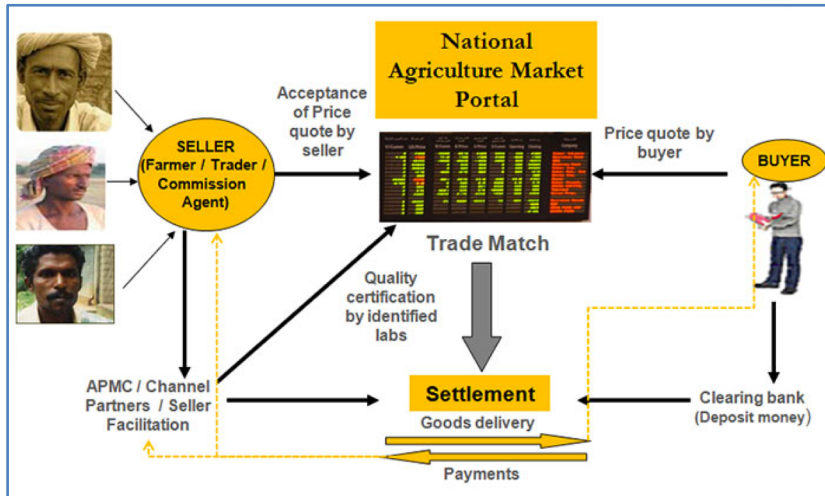 National
Agriculture Market
Portal
Acceptance
of Price
quote by
seller
SELLER
(Farmer / Trader /
Commission
Agent)
Price quote by
buyer
BUYER
Trade Match
Quality
certification
by identified
labs
APMC / Channel
Partners / Seller
Facilitation
Settlement
Goods delivery
Payments
Clearing bank
(Deposit money)